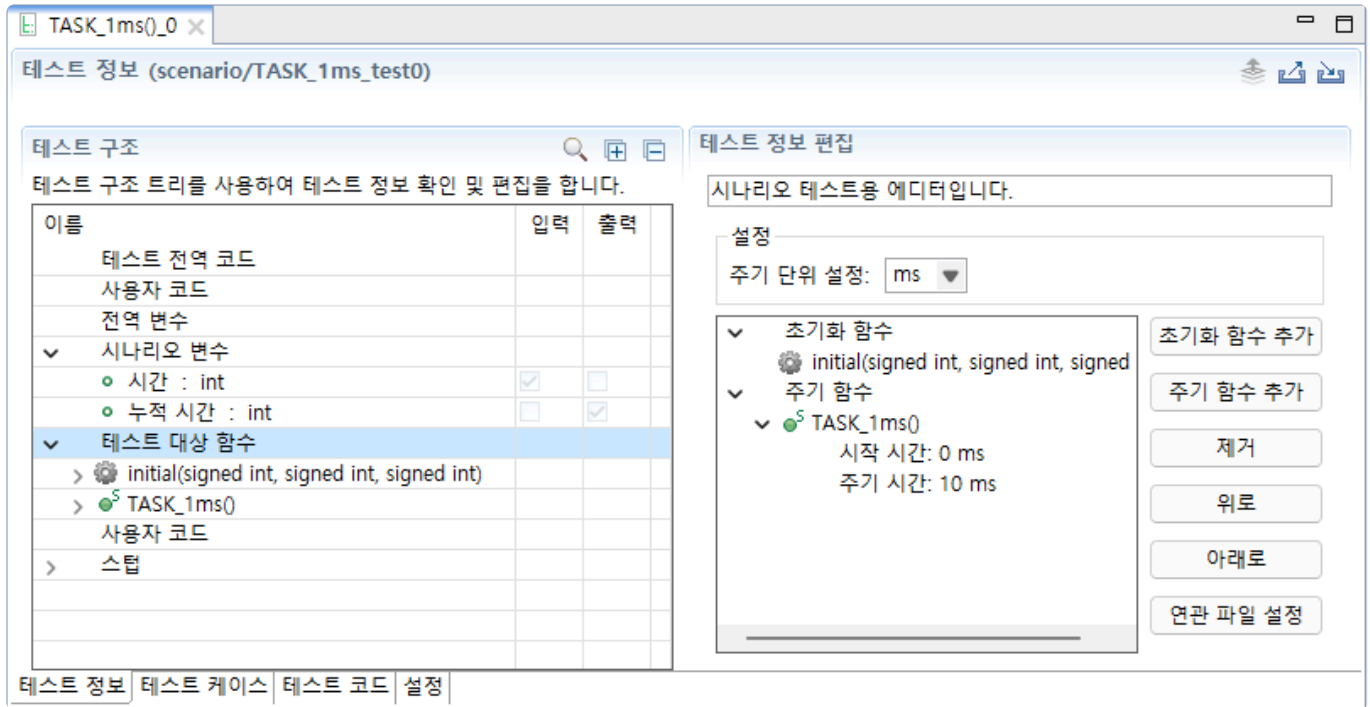 TASK_1ms()_0
테스트 정보 (scenario/TASK_1ms_test0)
테스트 구조
테스트 구조 트리를 사용하여 테스트 정보 확인 및 편집을 합니다.
이름 입력 출력
테스트 전역 코드
사용자 코드
전역 변수
시나리오 변수
시간 : int
누적 시간 : int
테스트 대상 함수
initial(signed int, signed int, signed int)
S TASK_1ms()
사용자 코드
스텁
테스트 정보 편집
시나리오 테스트용 에디터입니다.
설정
주기 단위 설정: ms
초기화 함수
initial(signed int, signed int, signed
주기 함수
S TASK_1ms()
시작 시간: 0 ms
주기 시간: 10 ms
초기화 함수 추가
주기 함수 추가
제거
위로
아래로
연관 파일 설정
테스트 정보 테스트 케이스 테스트 코드 설정